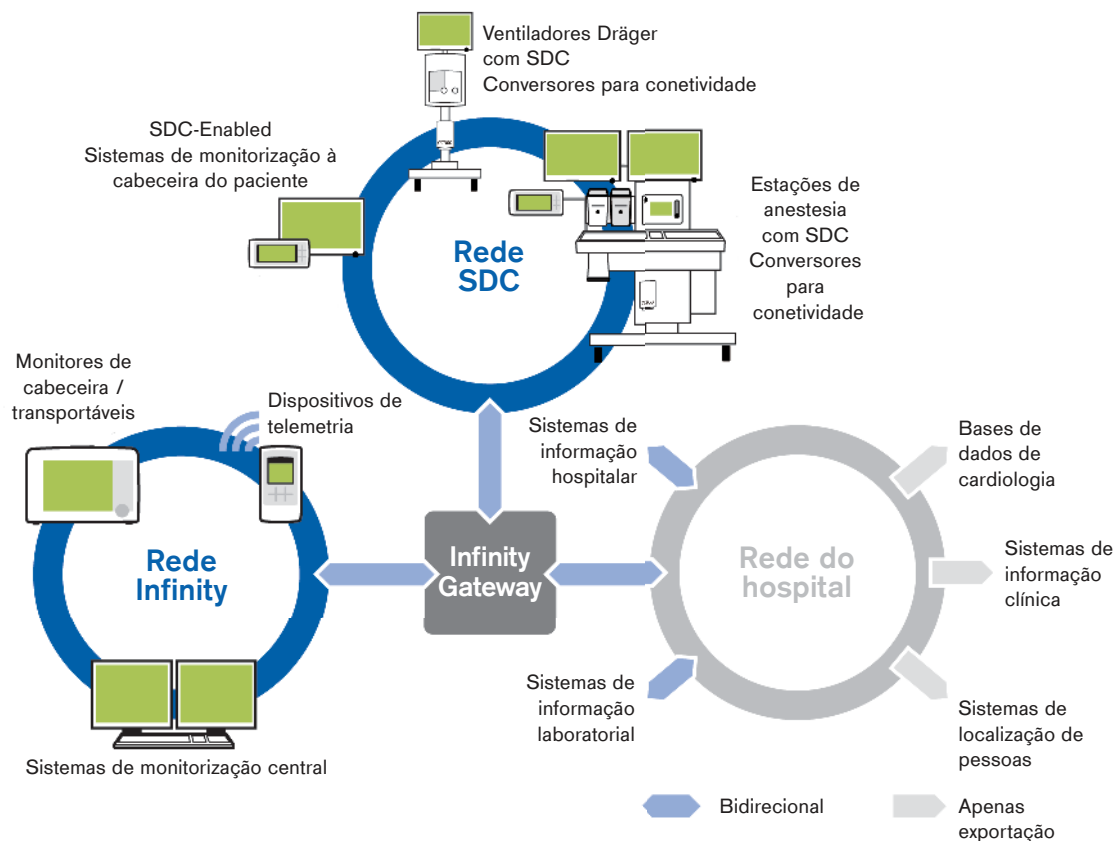 Ventiladores Dräger
com SDC
Conversores para conetividade
SDC-Enabled
Sistemas de monitorização à
cabeceira do paciente
Estações de
anestesia
com SDC
Conversores
para
conetividade
Rede
SDC
Monitores de
cabeceira /
transportáveis
Dispositivos de
telemetria
Rede
Infinity
Sistemas de monitorização central
Infinity
Gateway
Sistemas de
informação
hospitalar
Sistemas de
informação
laboratorial
Rede do
hospital
Bases de
dados de
cardiologia
Sistemas de
informação
clínica
Sistemas de
localização de
pessoas
Bidirecional
Apenas
exportação